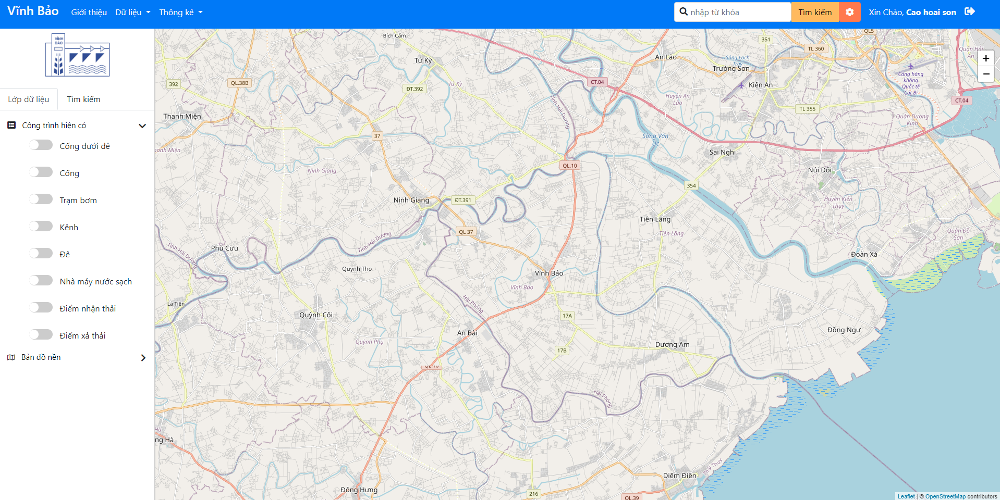 Vĩnh Bảo
Giới thiệu
Dữ liệu
Thông kê
nhập từ khóa
Tìm kiếm
Xin Chào, Cao hoai son
VĨNH
BẢO
Lớp dữ liệu
Tìm kiếm
Công trình hiện có
Cống dưới đê
Cống
Trạm bơm
Kênh
Đê
Nhà máy nước sạch
Điểm nhận thải
Điểm xả thải
Bản đồ nền
+
−
Bích Cẩm
QL5
351
TL 360
Quận Hải
An
An Lão
Sông Lạch
Tray
Tứ Kỳ
Trường Sơn
Cảng hàng
không
Quốc tế
Cát Bi
392
QL.38B
Tứ Kỳ
CT.04
Kiến An
ĐT.392
Huyện An
Lão
CT.04
TL 355
Tỉnh Hải Dương
Thanh Miện
Quận Dương
Kinh
37
Sông Văn
Úc
hanh Miện
Sai Nghi
QL.10
Ninh Giang
Núi Đối
354
Ninh Giang
ĐT.391
Huyện Kiến
Thụy
Tiên Lãng
QL 37
Tiên Lãng
Quận Đồ
Sơn
Tỉnh Hải Dương
Phù Cưu
Tỉnh Hải Dương
Đoàn Xá
Quynh Tho
Vĩnh Bảo
Vĩnh Bảo
La Tiến
Hải Phòng
Quỳnh Côi
17A
An Bài
Đồng Ngư
Quỳnh Phụ
Dương Am
17B
QL.10
Hải Phòng
Hà
ng Hà
Thái Thụy
Diêm Điền
Đông Hưng
216
QL.39
Leaflet | © OpenStreetMap contributors